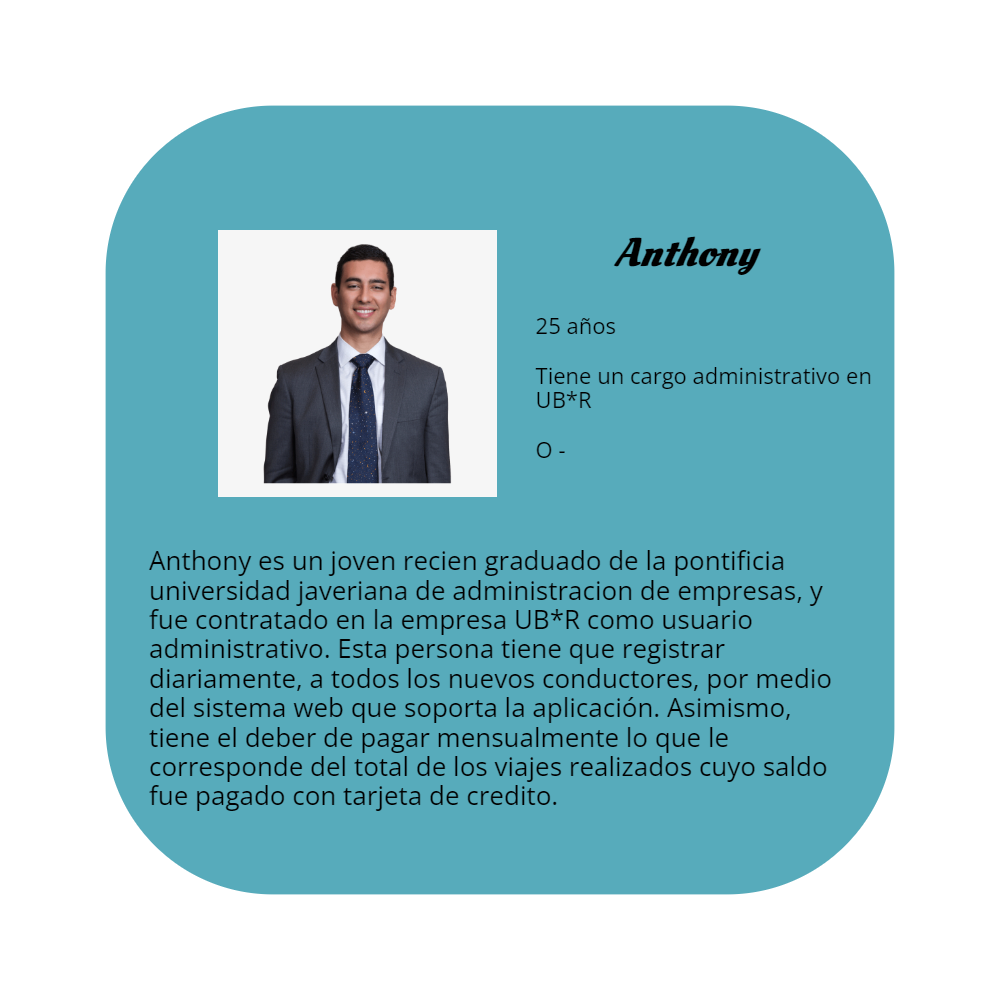 Anthony
25 años
Tiene un cargo administrativo en
UB*R
O -
Anthony es un joven recien graduado de la pontificia
universidad javeriana de administracion de empresas, y
fue contratado en la empresa UB*R como usuario
administrativo. Esta persona tiene que registrar
diariamente, a todos los nuevos conductores, por medio
del sistema web que soporta la aplicación. Asimismo,
tiene el deber de pagar mensualmente lo que le
corresponde del total de los viajes realizados cuyo saldo
fue pagado con tarjeta de credito.